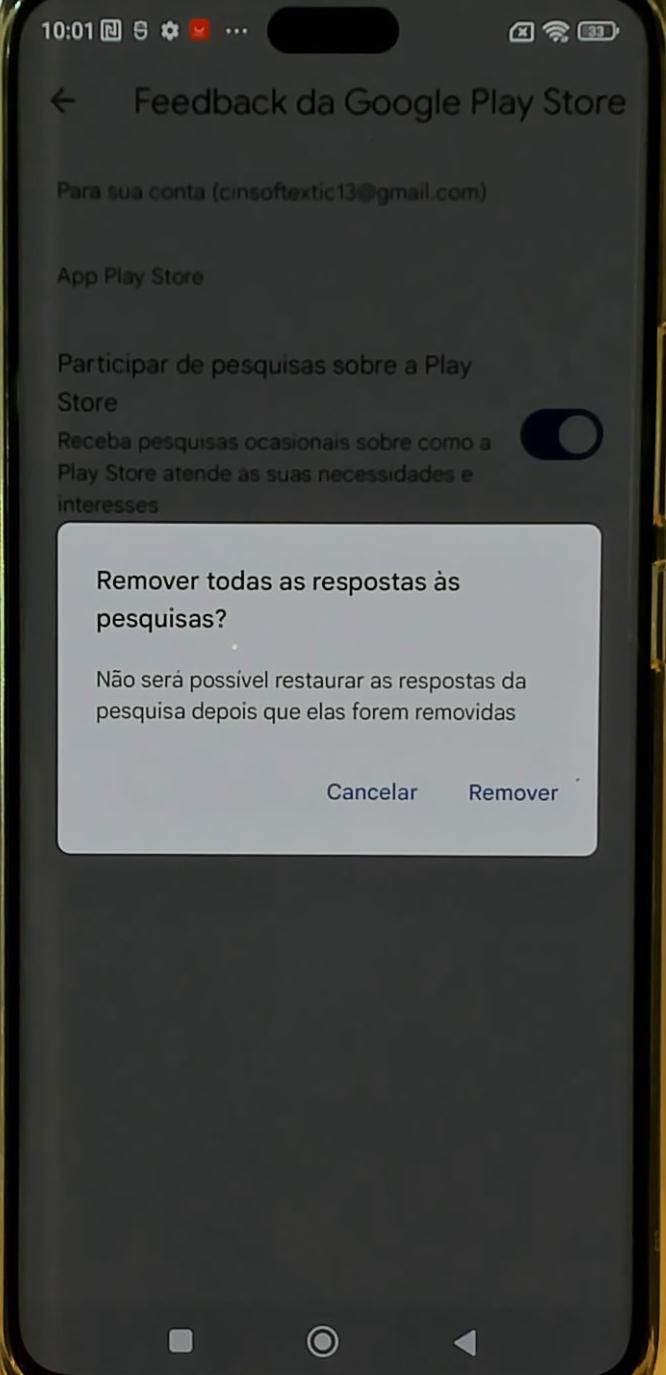 10:01
33
Feedback da Google Play Store
Para sua conta (cinsoftextic13@gmail.com)
App Play Store
Participar de pesquisas sobre a Play
Store
Receba pesquisas ocasionais sobre como a
Play Store atende as suas necessidades e
interesses
Remover todas as respostas às
pesquisas?
Não será possível restaurar as respostas da
pesquisa depois que elas forem removidas
Cancelar Remover